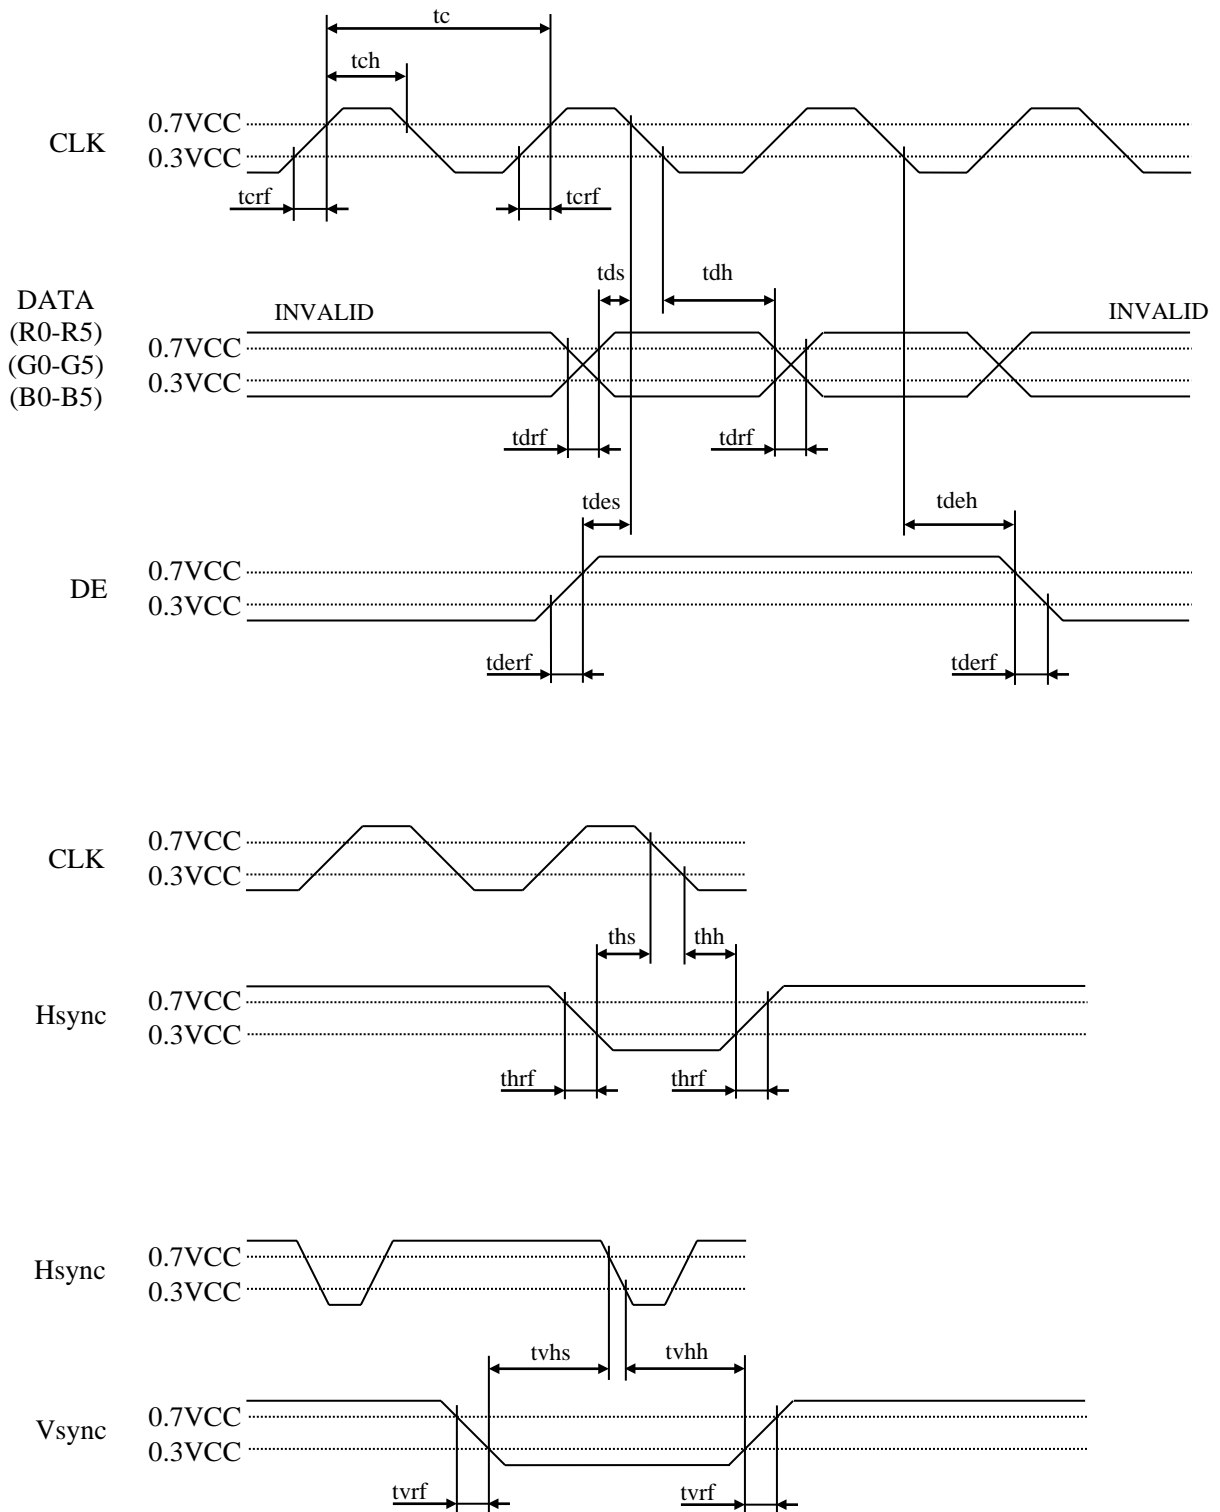 tc
tch
0.7VCC
CLK
0.3VCC
tcrf
tcrf
tds
tdh
DATA
(R0-R5)
(G0-G5)
(B0-B5)
INVALID
INVALID
0.7VCC
0.3VCC
tdrf
tdrf
tdes
tdeh
0.7VCC
DE
0.3VCC
tderf
tderf
0.7VCC
CLK
0.3VCC
ths
thh
0.7VCC
Hsync
0.3VCC
thrf
thrf
0.7VCC
Hsync
0.3VCC
tvhs
tvhh
0.7VCC
Vsync
0.3VCC
tvrf
tvrf